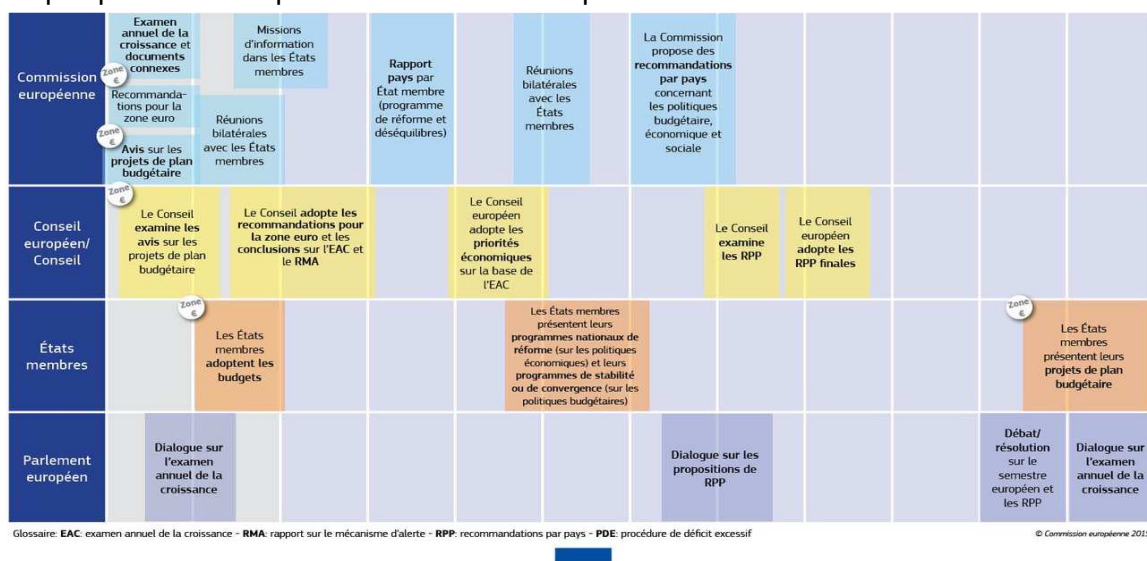 Commission
européenne
Examen
annuel de la
croissance et
documents
connexes
Zone
€
Recommanda-
tions pour la
zone euro
Zone
€
Avis sur les
projets de plan
budgétaire
Missions
d'information
dans les États
membres
Réunions
bilatérales
avec les États
membres
Rapport
pays par
État membre
(programme
de réforme et
déséquilibres)
Réunions
bilatérales
avec les
États
membres
La Commission
propose des
recommandations
par pays
concernant
les politiques
budgétaire,
économique et
sociale
Conseil
européen/
Conseil
Zone
€
Le Conseil
examine les
avis sur les
projets de plan
budgétaire
Le Conseil adopte les
recommandations pour
la zone euro et les
conclusions sur l'EAC et
le RMA
Le Conseil
européen
adopte les
priorités
économiques
sur la base de
l'EAC
Le Conseil
examine
les RPP
Le Conseil
européen
adopte les
RPP finales
États
membres
Zone
€
Les États
membres
adoptent les
budgets
Les États membres
présentent leurs
programmes nationaux de
réforme (sur les politiques
économiques) et leurs
programmes de stabilité
ou de convergence (sur les
politiques budgétaires)
Zone
€
Les États
membres
présentent leurs
projets de plan
budgétaire
Parlement
européen
Dialogue sur
l'examen
annuel de la
croissance
Dialogue sur les
propositions de
RPP
Débat/
résolution
sur le
semestre
européen et
les RPP
Dialogue sur
l'examen
annuel de la
croissance
Glossaire: EAC: examen annuel de la croissance - RMA: rapport sur le mécanisme d'alerte - RPP: recommandations par pays - PDE: procédure de déficit excessif
© Commission européenne 2015